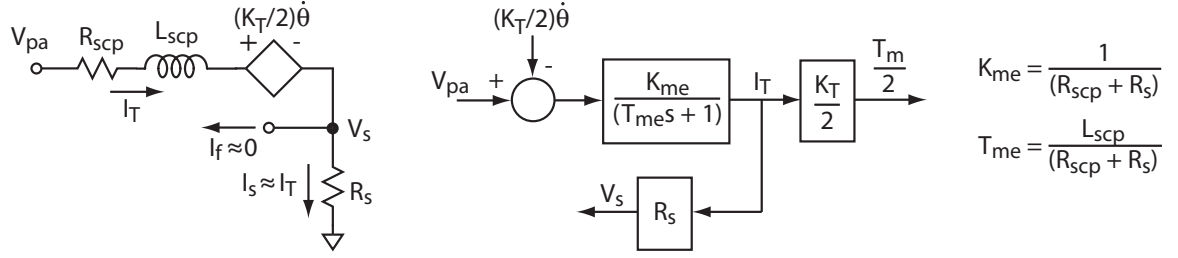 (K_T/2)θ̇
V_pa
R_scp
L_scp
+ -
I_T
V_s
I_f≈0
I_s≈I_T
R_s
(K_T/2)θ̇
-
V_pa
+
K_me
(T_me s + 1)
I_T
K_T
2
T_m
2
V_s
R_s
K_me = 1
(R_scp + R_s)
T_me = L_scp
(R_scp + R_s)